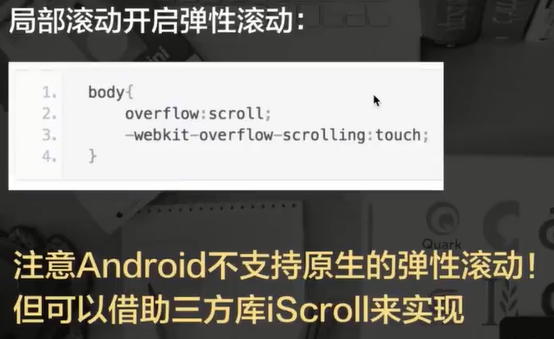 局部滚动开启弹性滚动：
1. body{
2. overflow:scroll;
3. -webkit-overflow-scrolling:touch;
4. }
Quark
注意Android不支持原生的弹性滚动！
但可以借助三方库iScroll来实现